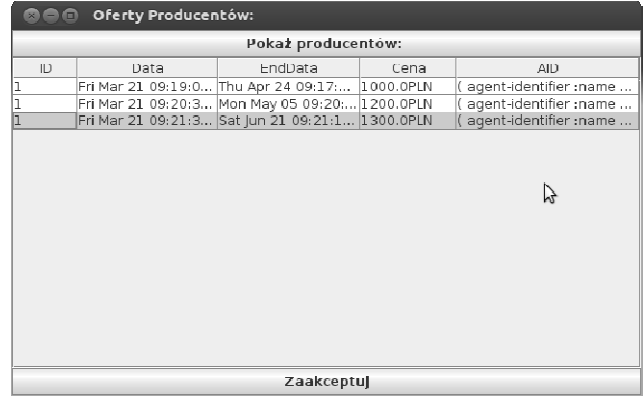 Oferty Producentów:
Pokaż producentów:
ID Data EndData Cena AID
1 Fri Mar 21 09:19:0... Thu Apr 24 09:17:... 1000.0PLN ( agent-identifier :name ...
1 Fri Mar 21 09:20:3... Mon May 05 09:20:... 1200.0PLN ( agent-identifier :name ...
1 Fri Mar 21 09:21:3... Sat Jun 21 09:21:1... 1300.0PLN ( agent-identifier :name ...
Zaakceptuj